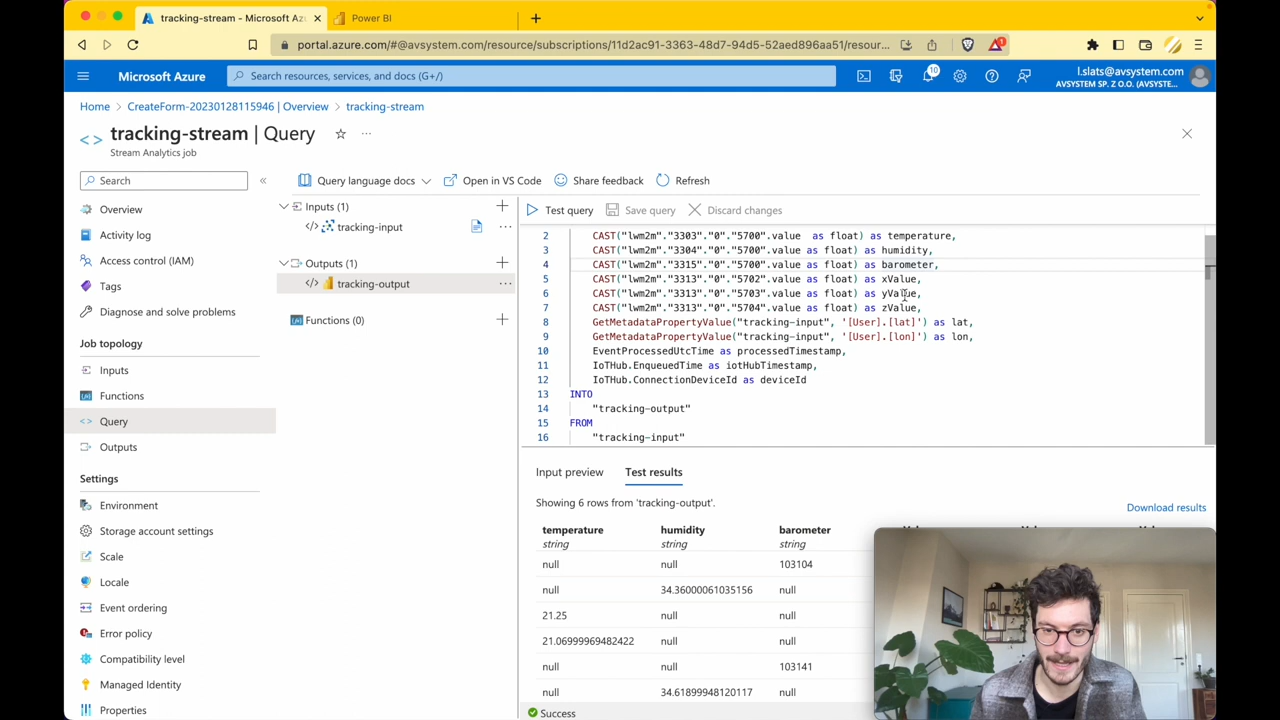 tracking-stream - Microsoft Az
Power BI
portal.azure.com/#@avsystem.com/resource/subscriptions/11d2ac91-3363-48d7-94d5-52aed896aa51/resour...
1
Microsoft Azure
Search resources, services, and docs (G+/)
10
l.slats@avsystem.com
AVSYSTEM SP. Z O.O. (AVSYSTE...
Home > CreateForm-20230128115946 | Overview > tracking-stream
tracking-stream | Query
Stream Analytics job
Search
Query language docs
Open in VS Code
Share feedback
Refresh
Overview
Activity log
Access control (IAM)
Tags
Diagnose and solve problems
Job topology
Inputs
Functions
Query
Outputs
Settings
Environment
Storage account settings
Scale
Locale
Event ordering
Error policy
Compatibility level
Managed Identity
Properties
Inputs (1)
tracking-input
Outputs (1)
tracking-output
Functions (0)
Test query
Save query
Discard changes
2 CAST("lwm2m"."3303"."0"."5700".value  as float) as temperature,
3 CAST("lwm2m"."3304"."0"."5700".value as float) as humidity,
4 CAST("lwm2m"."3315"."0"."5700".value as float) as barometer,
5 CAST("lwm2m"."3313"."0"."5702".value as float) as xValue,
6 CAST("lwm2m"."3313"."0"."5703".value as float) as yValue,
7 CAST("lwm2m"."3313"."0"."5704".value as float) as zValue,
8 GetMetadataPropertyValue("tracking-input", '[User].[lat]') as lat,
9 GetMetadataPropertyValue("tracking-input", '[User].[lon]') as lon,
10 EventProcessedUtcTime as processedTimestamp,
11 IoTHub.EnqueuedTime as iotHubTimestamp,
12 IoTHub.ConnectionDeviceId as deviceId
13 INTO
14 "tracking-output"
15 FROM
16 "tracking-input"
Input preview
Test results
Showing 6 rows from 'tracking-output'.
Download results
temperature humidity barometer
string string string
null null 103104
null 34.36000061035156 null
21.25 null null
21.06999969482422 null null
null null 103141
null 34.61899948120117 null
Success